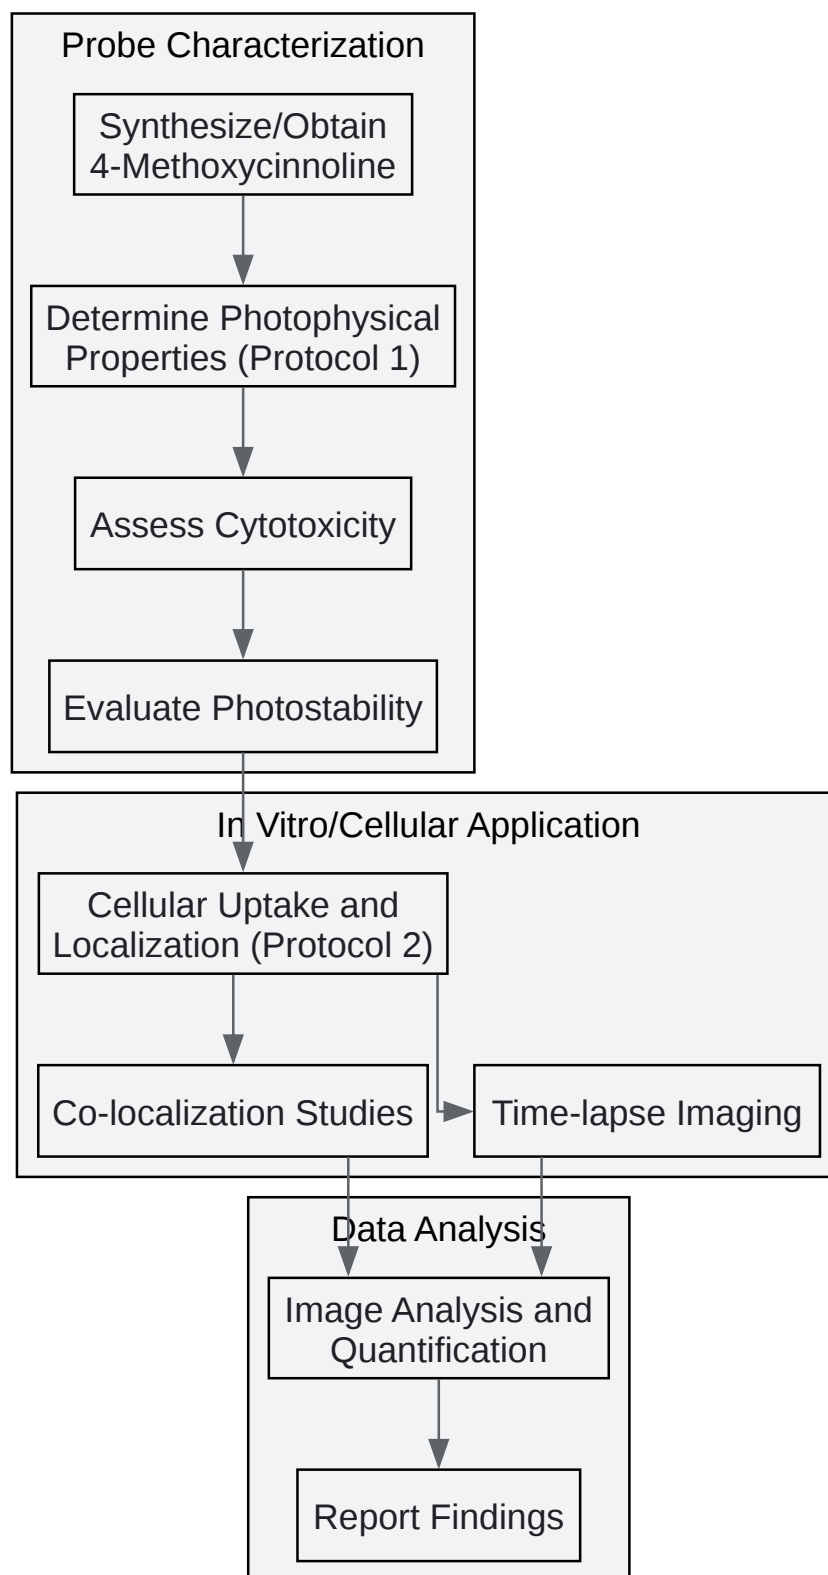 Probe Characterization
Synthesize/Obtain
4-Methoxycinnoline
Determine Photophysical
Properties (Protocol 1)
Assess Cytotoxicity
Evaluate Photostability
In Vitro/Cellular Application
Cellular Uptake and
Localization (Protocol 2)
Co-localization Studies
Time-lapse Imaging
Data Analysis
Image Analysis and
Quantification
Report Findings